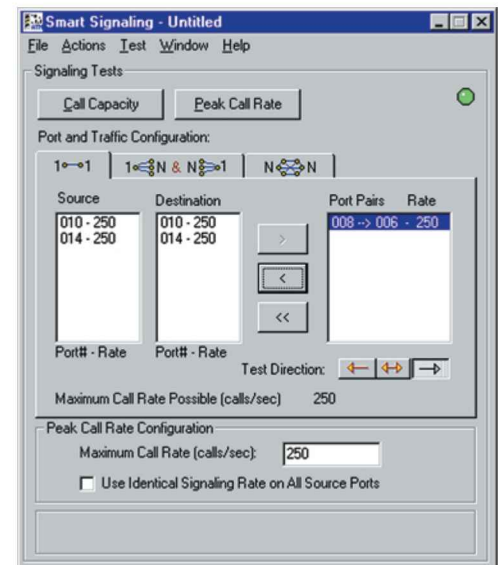 Smart Signaling - Untitled
File Actions Test Window Help
Signaling Tests
Call Capacity Peak Call Rate
Port and Traffic Configuration:
1 1 1 N & N 1 N N
Source Destination Port Pairs Rate
010 - 250 010 - 250 008 --> 006 - 250
014 - 250 014 - 250
>
<
<<
Port# - Rate Port# - Rate
Test Direction:
Maximum Call Rate Possible (calls/sec) 250
Peak Call Rate Configuration
Maximum Call Rate (calls/sec): 250
Use Identical Signaling Rate on All Source Ports